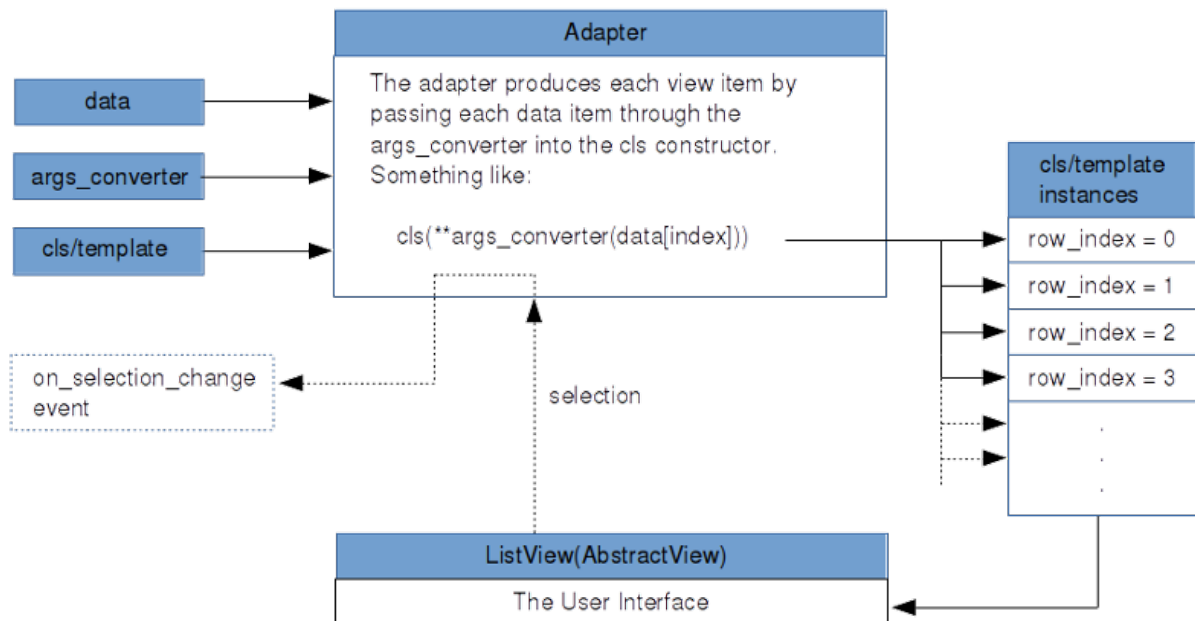 Adapter
data
args_converter
cls/template
The adapter produces each view item by
passing each data item through the
args_converter into the cls constructor.
Something like:
cls(**args_converter(data[index]))
cls/template
instances
row_index = 0
row_index = 1
row_index = 2
row_index = 3
.
.
.
on_selection_change
event
selection
ListView(AbstractView)
The User Interface